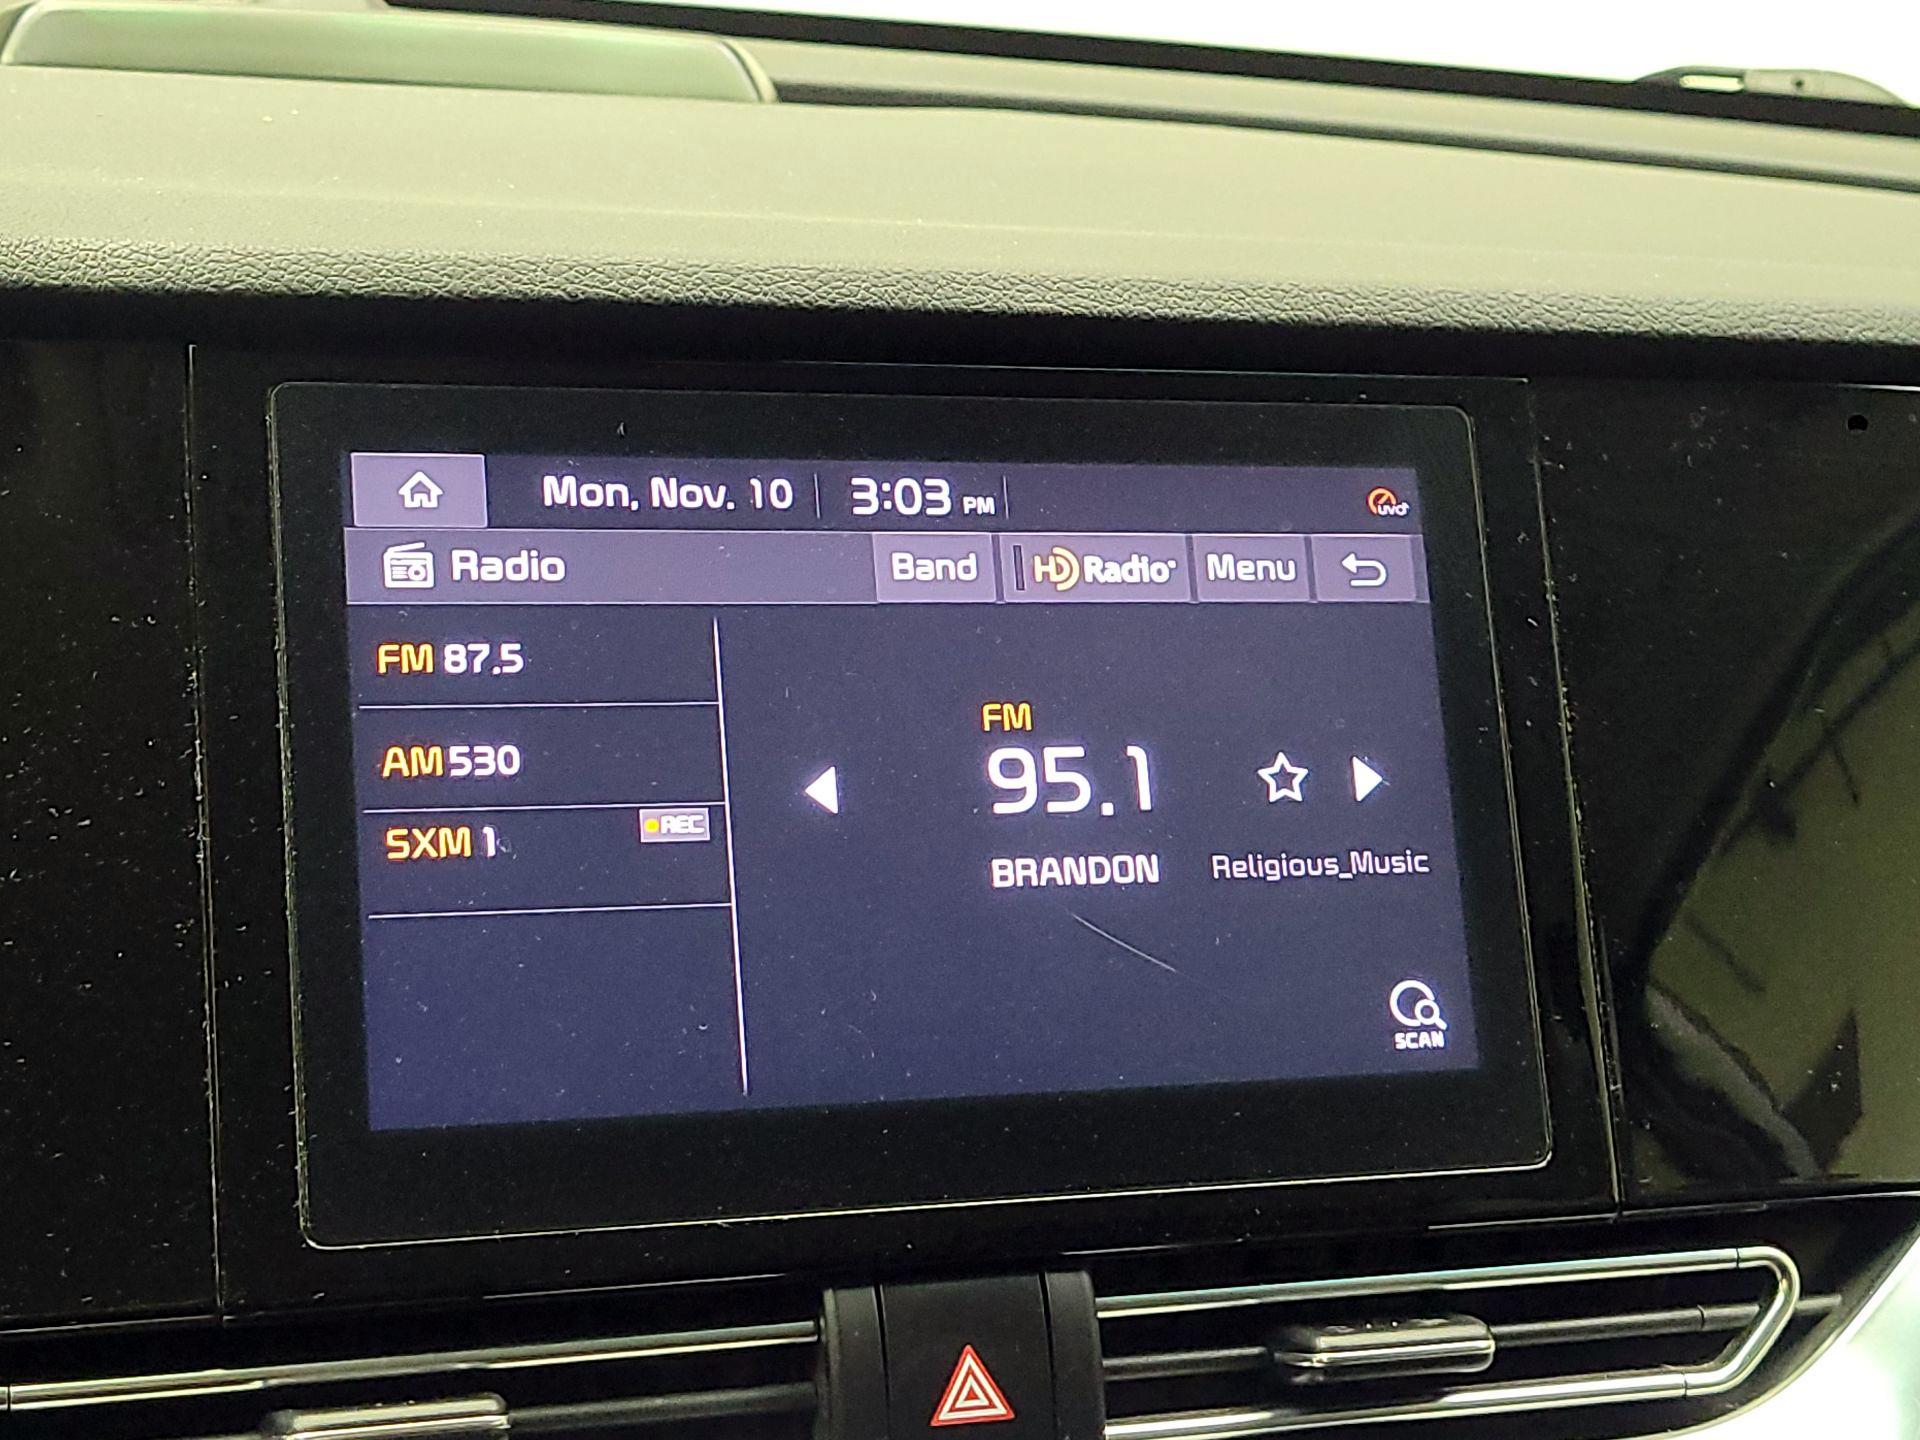 Mon, Nov. 10 3:03 PM UVO
Radio Band HD Radio Menu
FM 87.5
AM 530
SXM 1 REC
FM
95.1
BRANDON Religious_Music
SCAN